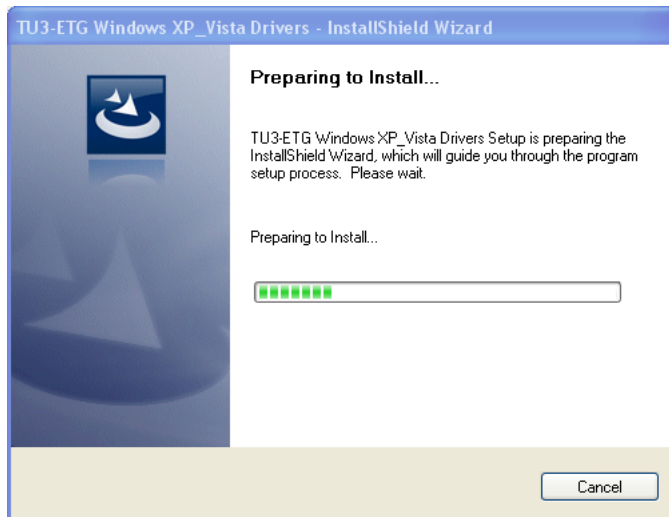 TU3-ETG Windows XP_Vista Drivers - InstallShield Wizard
Preparing to Install...
TU3-ETG Windows XP_Vista Drivers Setup is preparing the
InstallShield Wizard, which will guide you through the program
setup process. Please wait.
Preparing to Install...
Cancel